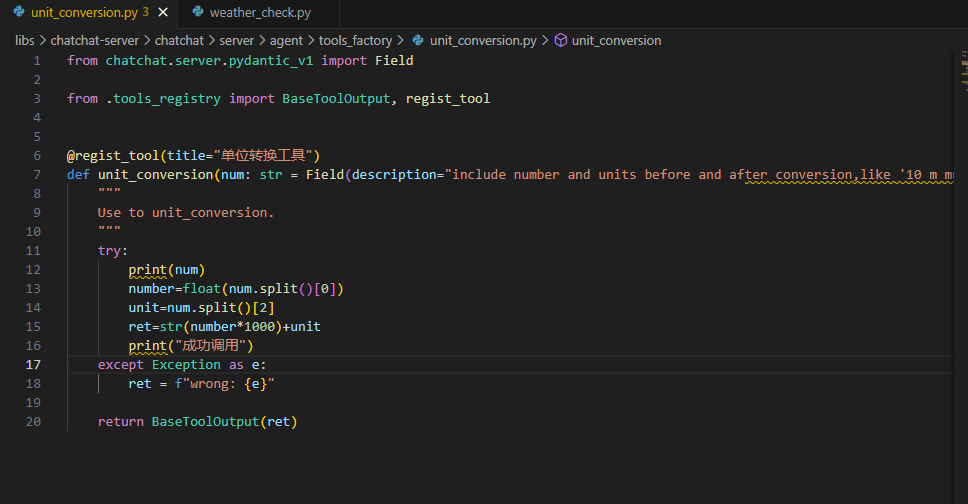 unit_conversion.py 3 weather_check.py
libs > chatchat-server > chatchat > server > agent > tools_factory > unit_conversion.py > unit_conversion
1 from chatchat.server.pydantic_v1 import Field
2
3 from .tools_registry import BaseToolOutput, regist_tool
4
5
6 @regist_tool(title="单位转换工具")
7 def unit_conversion(num: str = Field(description="include number and units before and after conversion,like '10 m
8 """
9 Use to unit_conversion.
10 """
11 try:
12 print(num)
13 number=float(num.split()[0])
14 unit=num.split()[2]
15 ret=str(number*1000)+unit
16 print("成功调用")
17 except Exception as e:
18 ret = f"wrong: {e}"
19
20 return BaseToolOutput(ret)